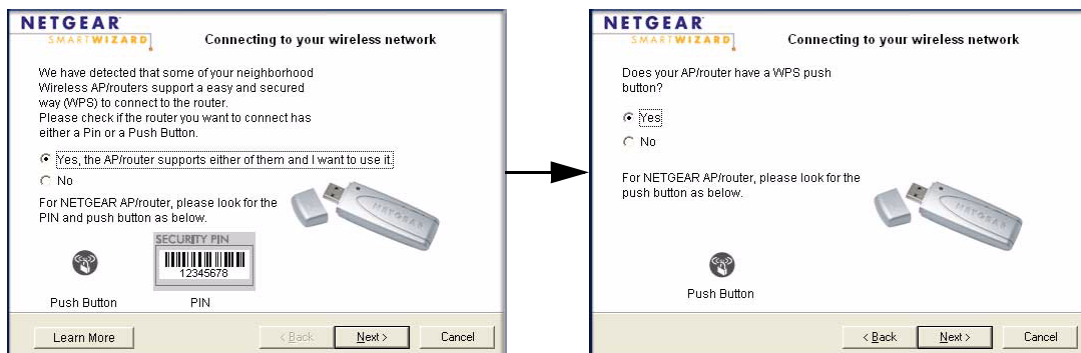 NETGEAR
SMARTWIZARD
Connecting to your wireless network
We have detected that some of your neighborhood
Wireless AP/routers support a easy and secured
way (WPS) to connect to the router.
Please check if the router you want to connect has
either a Pin or a Push Button.
Yes, the AP/router supports either of them and I want to use it.
No
For NETGEAR AP/router, please look for the
PIN and push button as below.
NETGEAR
SECURITY PIN
12345678
Push Button
PIN
Learn More
< Back
Next >
Cancel
NETGEAR
SMARTWIZARD
Connecting to your wireless network
Does your AP/router have a WPS push
button?
Yes
No
For NETGEAR AP/router, please look for the
push button as below.
NETGEAR
Push Button
< Back
Next >
Cancel